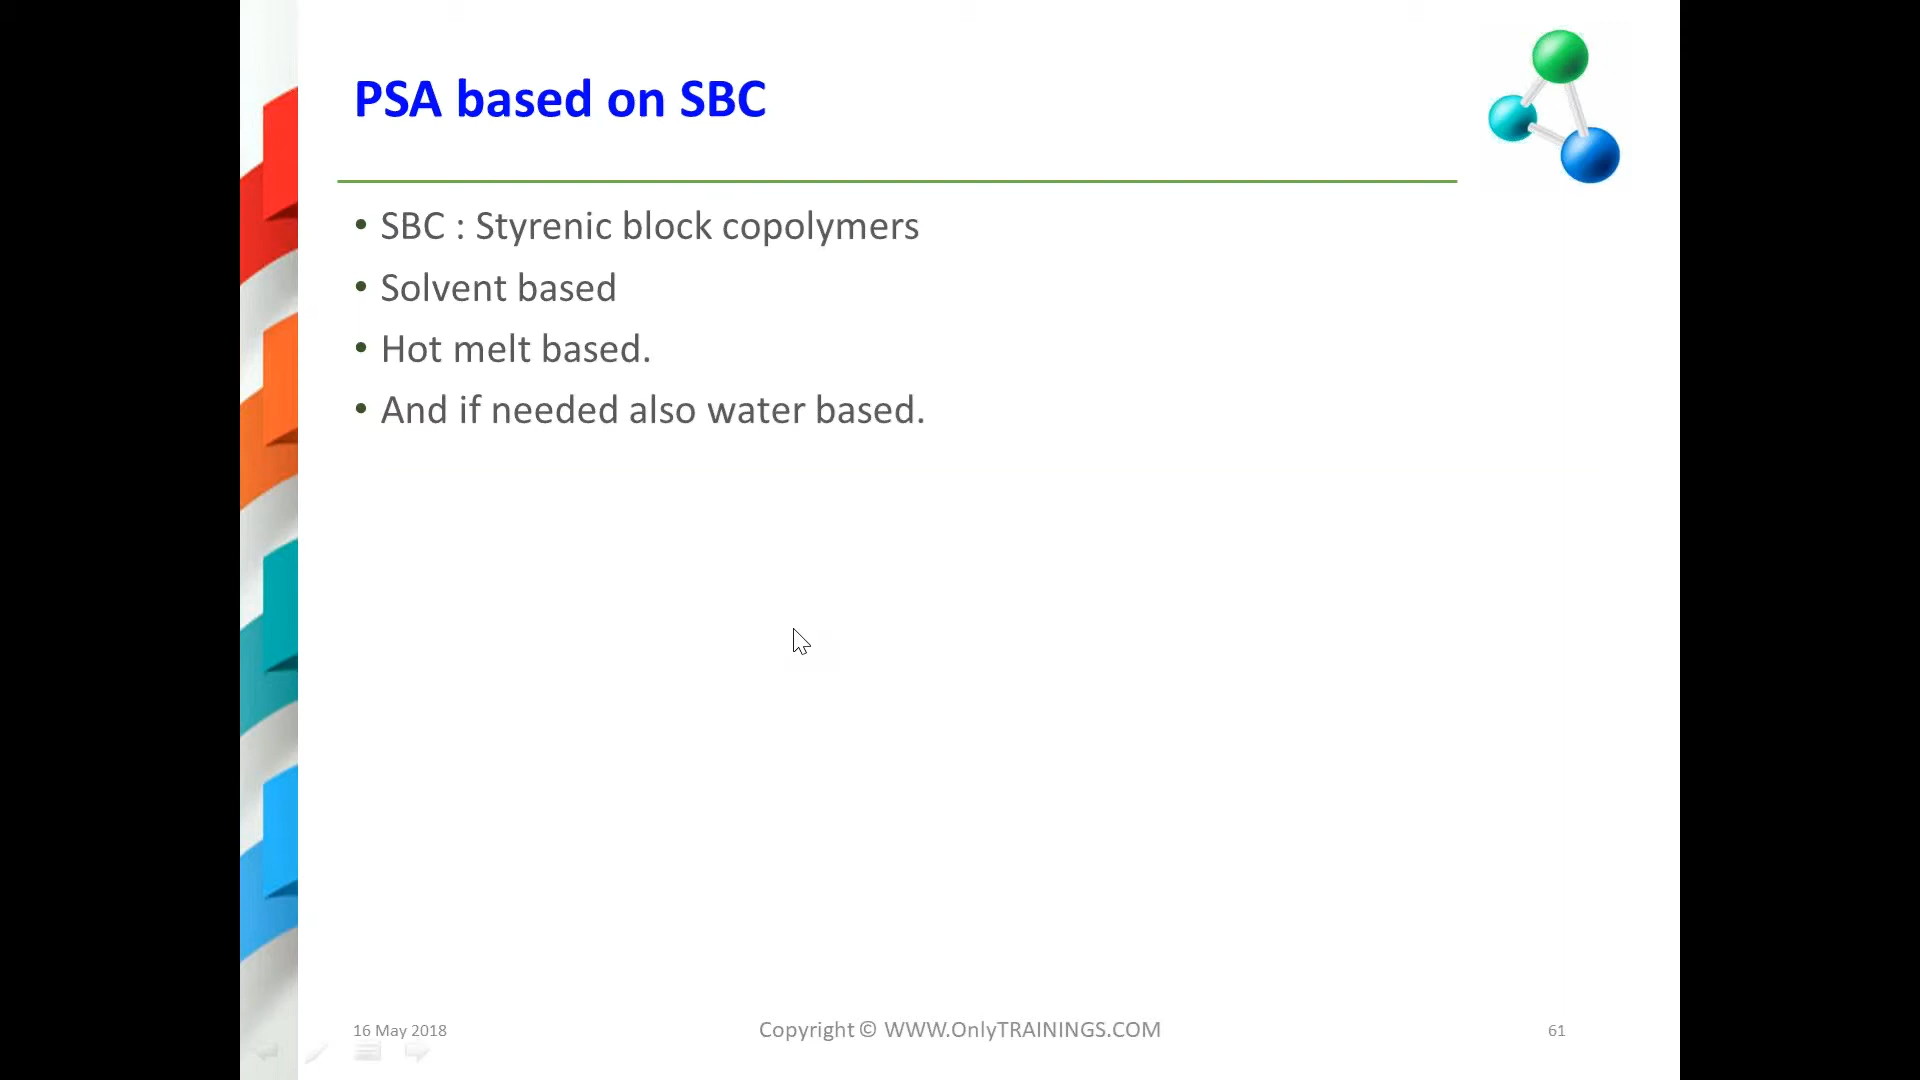 PSA based on SBC
• SBC : Styrenic block copolymers
• Solvent based
• Hot melt based.
• And if needed also water based.
16 May 2018
Copyright © WWW.OnlyTRAININGS.COM
61